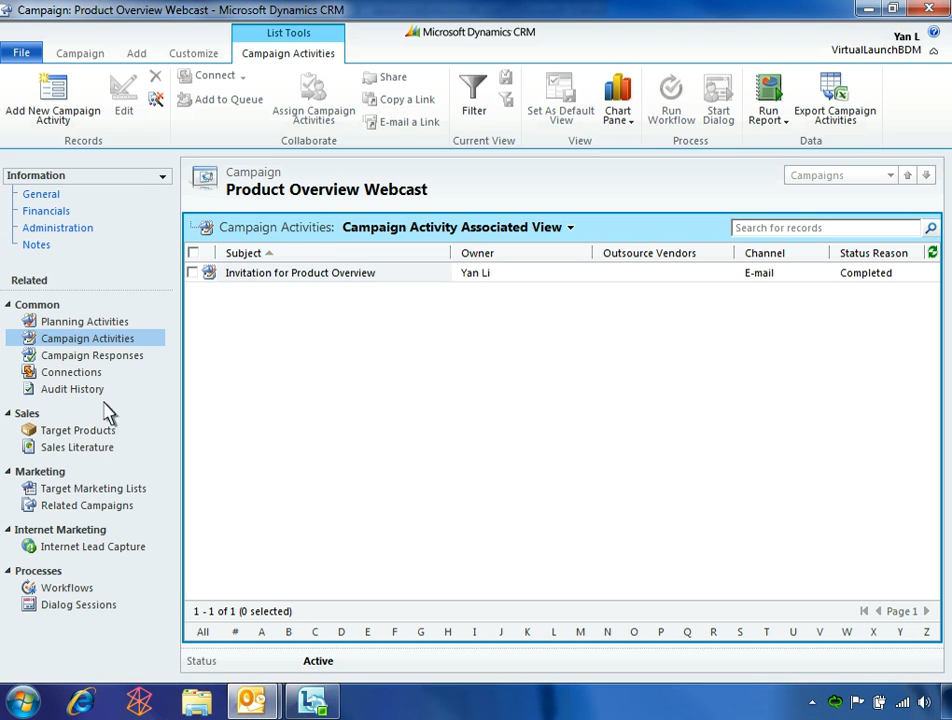 Campaign: Product Overview Webcast - Microsoft Dynamics CRM
File
Campaign
Add
Customize
List Tools
Campaign Activities
Microsoft Dynamics CRM
Yan L
VirtualLaunchBDM
Add New Campaign
Activity
Edit
Records
Connect
Add to Queue
Assign Campaign
Activities
Share
Copy a Link
E-mail a Link
Collaborate
Filter
Current View
Set As Default
View
Chart
Pane
View
Run
Workflow
Start
Dialog
Process
Run
Report
Export Campaign
Activities
Data
Information
General
Financials
Administration
Notes
Related
Common
Planning Activities
Campaign Activities
Campaign Responses
Connections
Audit History
Sales
Target Products
Sales Literature
Marketing
Target Marketing Lists
Related Campaigns
Internet Marketing
Internet Lead Capture
Processes
Workflows
Dialog Sessions
Campaign
Product Overview Webcast
Campaigns
Campaign Activities: Campaign Activity Associated View
Search for records
Subject Owner Outsource Vendors Channel Status Reason
Invitation for Product Overview Yan Li E-mail Completed
1 - 1 of 1 (0 selected)
Page 1
All # A B C D E F G H I J K L M N O P Q R S T U V W X Y Z
Status Active